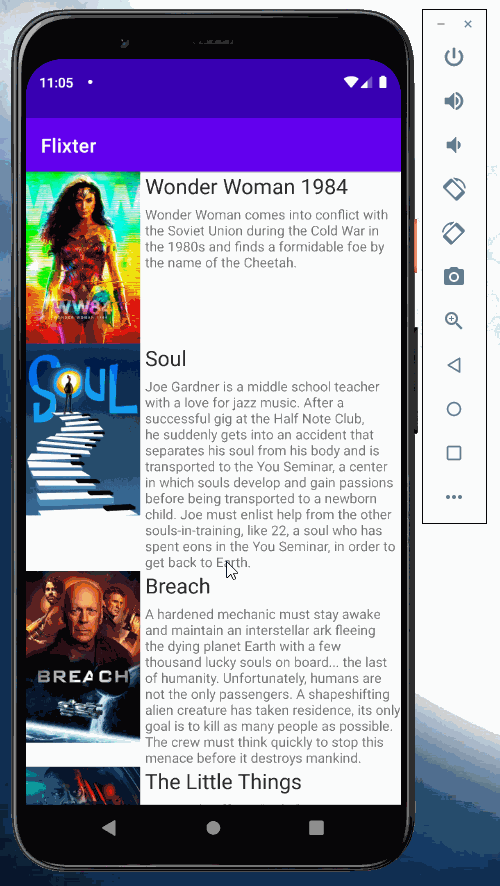 11:05
Flixter
Wonder Woman 1984
Wonder Woman comes into conflict with
the Soviet Union during the Cold War in
the 1980s and finds a formidable foe by
the name of the Cheetah.
WW84
Soul
SOUL
Joe Gardner is a middle school teacher
with a love for jazz music. After a
successful gig at the Half Note Club,
he suddenly gets into an accident that
separates his soul from his body and is
transported to the You Seminar, a center
in which souls develop and gain passions
before being transported to a newborn
child. Joe must enlist help from the other
souls-in-training, like 22, a soul who has
spent eons in the You Seminar, in order to
get back to Earth.
Breach
A hardened mechanic must stay awake
and maintain an interstellar ark fleeing
the dying planet Earth with a few
thousand lucky souls on board... the last
of humanity. Unfortunately, humans are
not the only passengers. A shapeshifting
alien creature has taken residence, its only
goal is to kill as many people as possible.
The crew must think quickly to stop this
menace before it destroys mankind.
BREACH
The Little Things